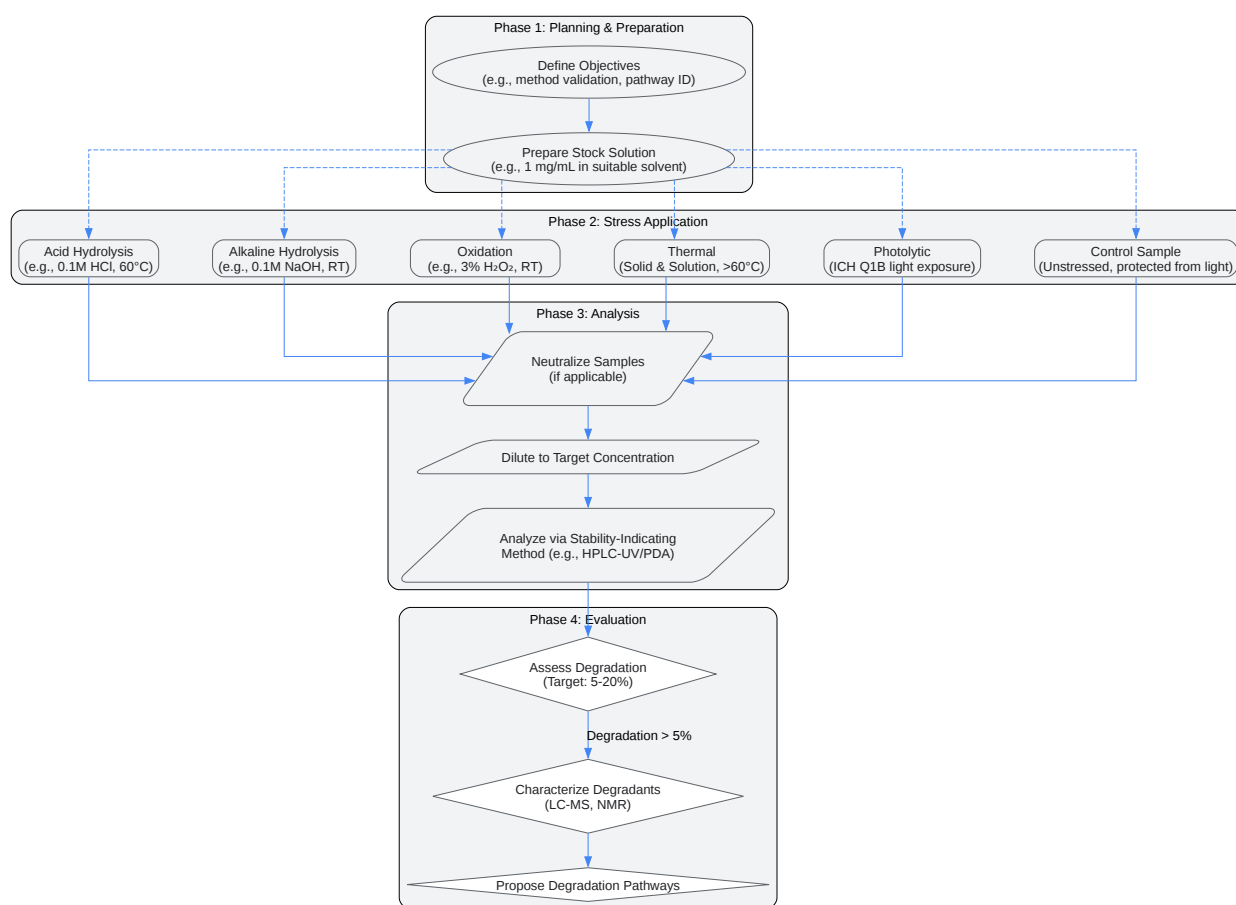 Phase 1: Planning & Preparation
Define Objectives
(e.g., method validation, pathway ID)
Prepare Stock Solution
(e.g., 1 mg/mL in suitable solvent)
Phase 2: Stress Application
Acid Hydrolysis
(e.g., 0.1M HCl, 60°C)
Alkaline Hydrolysis
(e.g., 0.1M NaOH, RT)
Oxidation
(e.g., 3% H₂O₂, RT)
Thermal
(Solid & Solution, >60°C)
Photolytic
(ICH Q1B light exposure)
Control Sample
(Unstressed, protected from light)
Phase 3: Analysis
Neutralize Samples
(if applicable)
Dilute to Target Concentration
Analyze via Stability-Indicating
Method (e.g., HPLC-UV/PDA)
Phase 4: Evaluation
Assess Degradation
(Target: 5-20%)
Degradation > 5%
Characterize Degradants
(LC-MS, NMR)
Propose Degradation Pathways